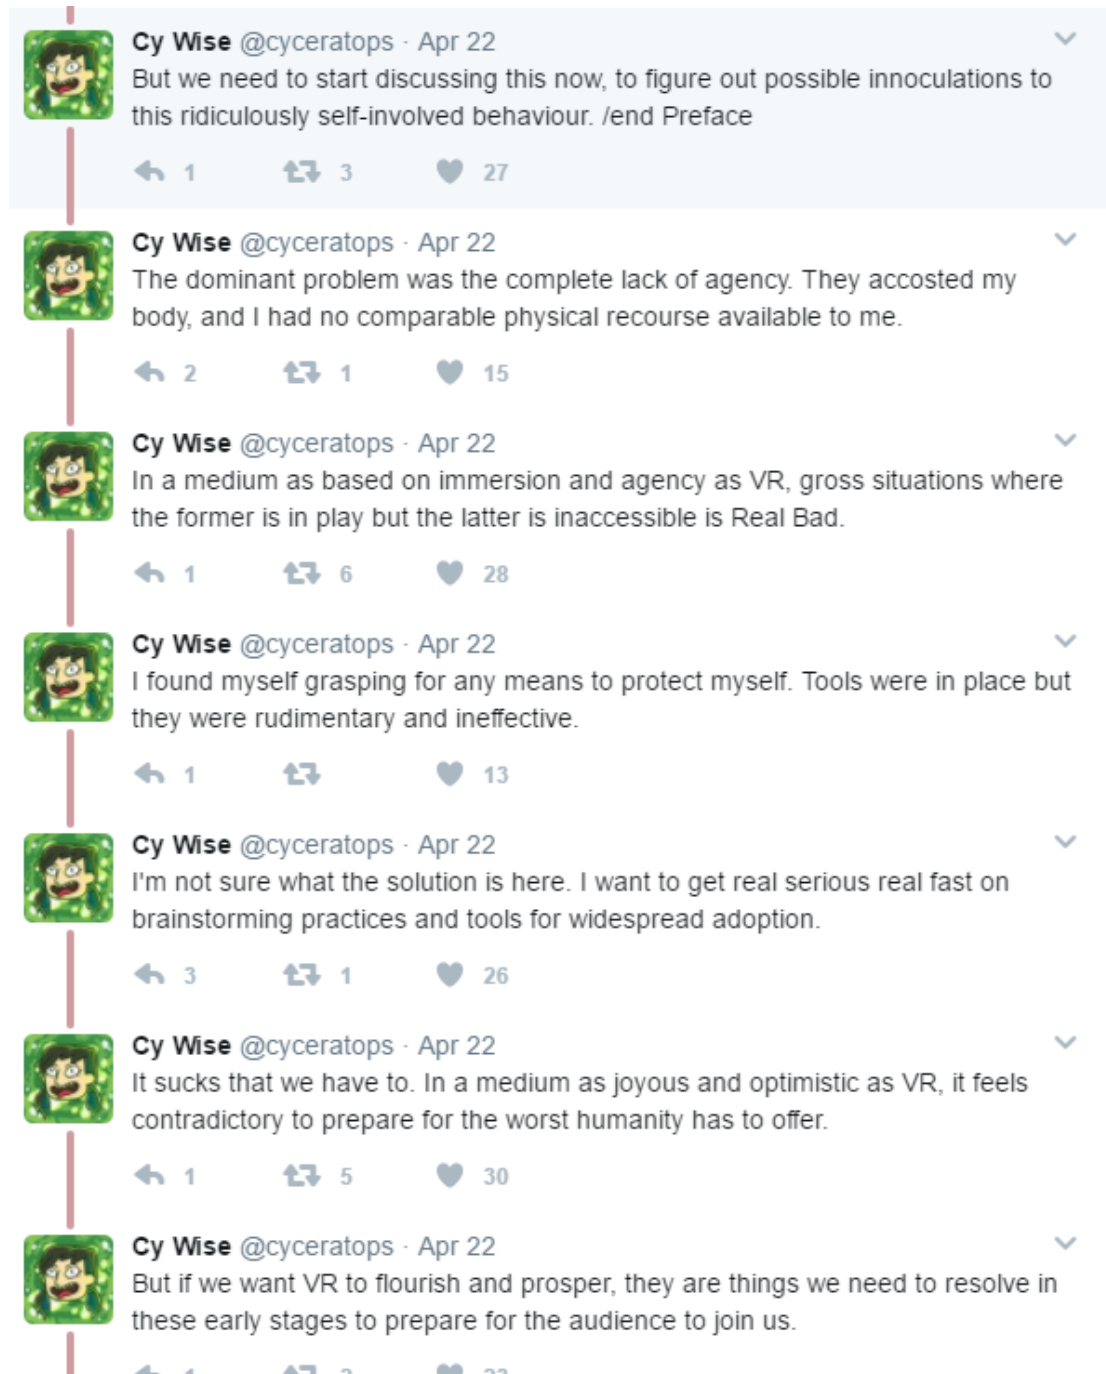 Cy Wise @cyceratops · Apr 22
But we need to start discussing this now, to figure out possible innoculations to
this ridiculously self-involved behaviour. /end Preface
1 3 27
Cy Wise @cyceratops · Apr 22
The dominant problem was the complete lack of agency. They accosted my
body, and I had no comparable physical recourse available to me.
2 1 15
Cy Wise @cyceratops · Apr 22
In a medium as based on immersion and agency as VR, gross situations where
the former is in play but the latter is inaccessible is Real Bad.
1 6 28
Cy Wise @cyceratops · Apr 22
I found myself grasping for any means to protect myself. Tools were in place but
they were rudimentary and ineffective.
1 13
Cy Wise @cyceratops · Apr 22
I'm not sure what the solution is here. I want to get real serious real fast on
brainstorming practices and tools for widespread adoption.
3 1 26
Cy Wise @cyceratops · Apr 22
It sucks that we have to. In a medium as joyous and optimistic as VR, it feels
contradictory to prepare for the worst humanity has to offer.
1 5 30
Cy Wise @cyceratops · Apr 22
But if we want VR to flourish and prosper, they are things we need to resolve in
these early stages to prepare for the audience to join us.